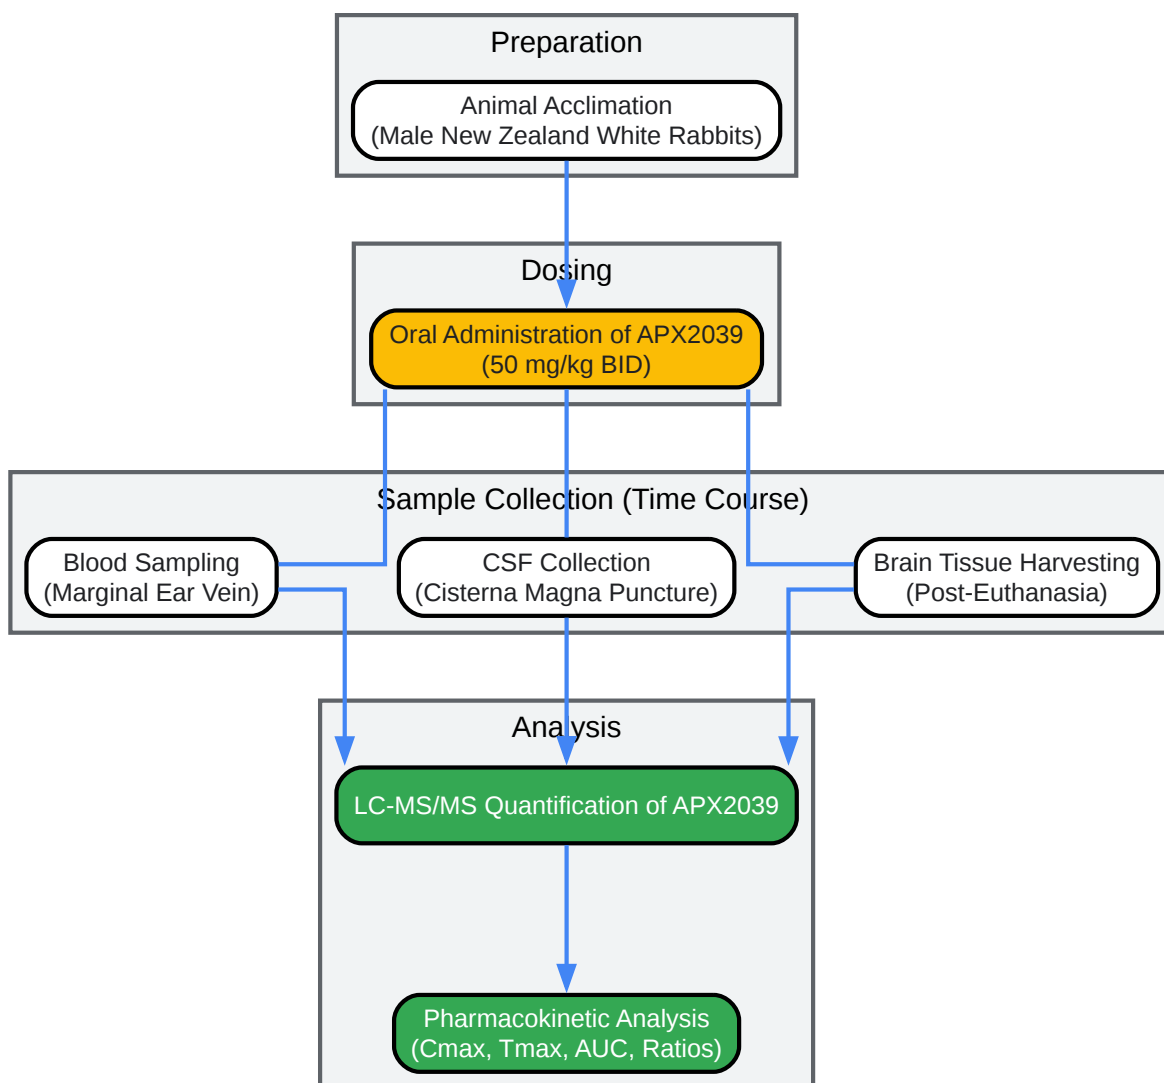 Preparation
Animal Acclimation
(Male New Zealand White Rabbits)
Dosing
Oral Administration of APX2039
(50 mg/kg BID)
Sample Collection (Time Course)
Blood Sampling
(Marginal Ear Vein)
CSF Collection
(Cisterna Magna Puncture)
Brain Tissue Harvesting
(Post-Euthanasia)
Analysis
LC-MS/MS Quantification of APX2039
Pharmacokinetic Analysis
(Cmax, Tmax, AUC, Ratios)